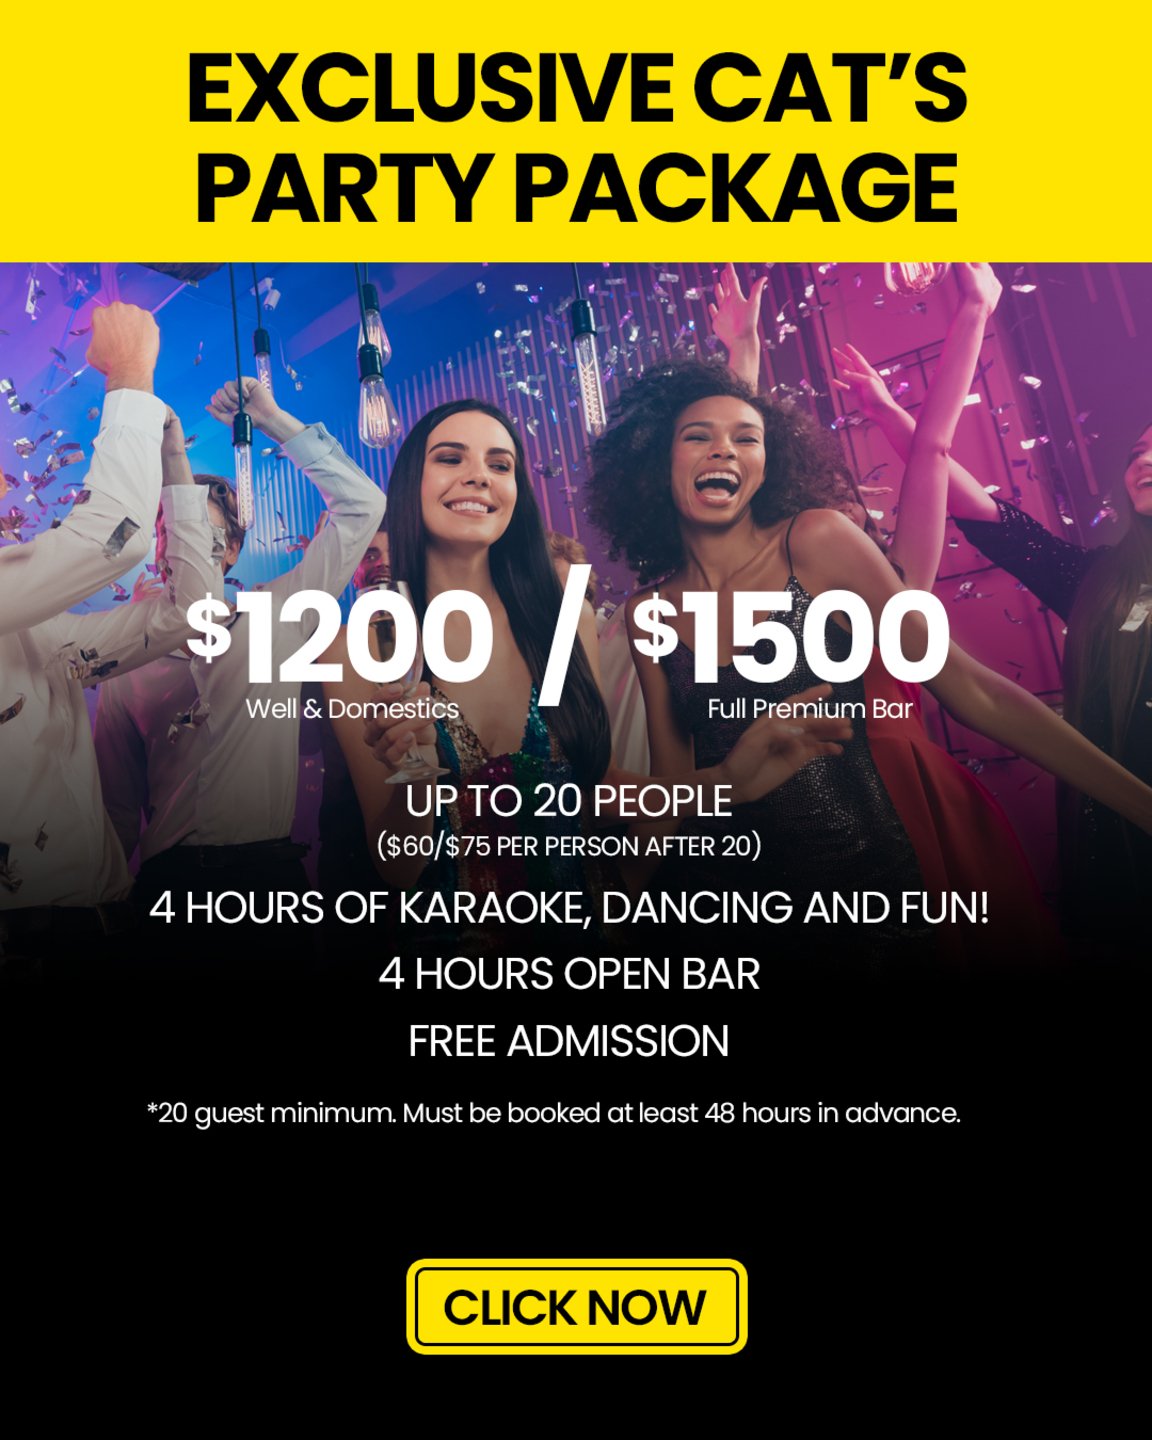 EXCLUSIVE CAT'S
PARTY PACKAGE
$1200 / $1500
Well & Domestics Full Premium Bar
UP TO 20 PEOPLE
($60/$75 PER PERSON AFTER 20)
4 HOURS OF KARAOKE, DANCING AND FUN!
4 HOURS OPEN BAR
FREE ADMISSION
*20 guest minimum. Must be booked at least 48 hours in advance.
CLICK NOW